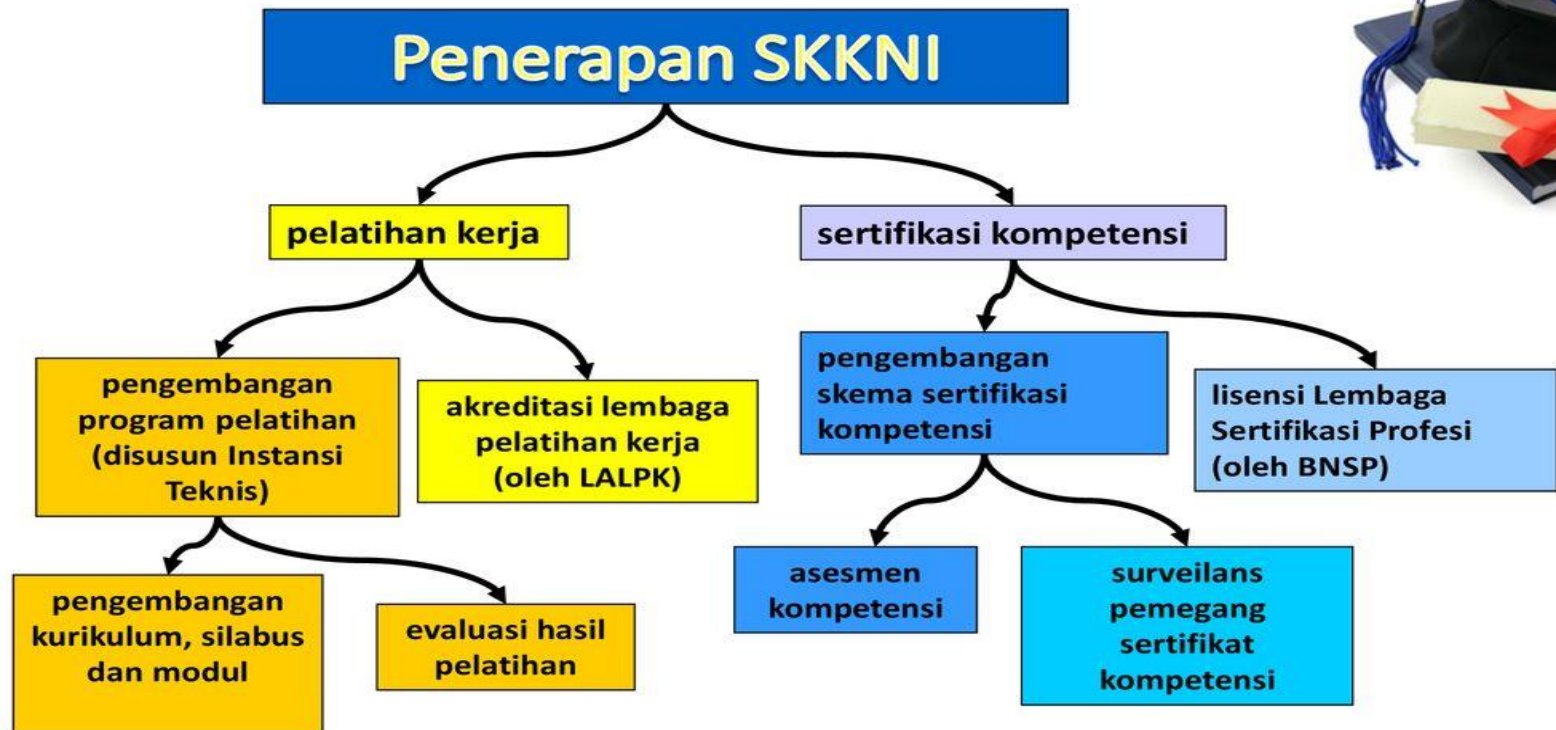 Penerapan SKKNI
pelatihan kerja
sertifikasi kompetensi
pengembangan
program pelatihan
(disusun Instansi
Teknis)
akreditasi lembaga
pelatihan kerja
(oleh LALPK)
pengembangan
skema sertifikasi
kompetensi
lisensi Lembaga
Sertifikasi Profesi
(oleh BNSP)
pengembangan
kurikulum, silabus
dan modul
evaluasi hasil
pelatihan
asesmen
kompetensi
surveilans
pemegang
sertifikat
kompetensi